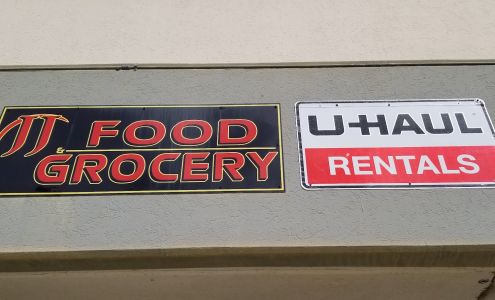 JJ FOOD
& GROCERY
U-HAUL
RENTALS